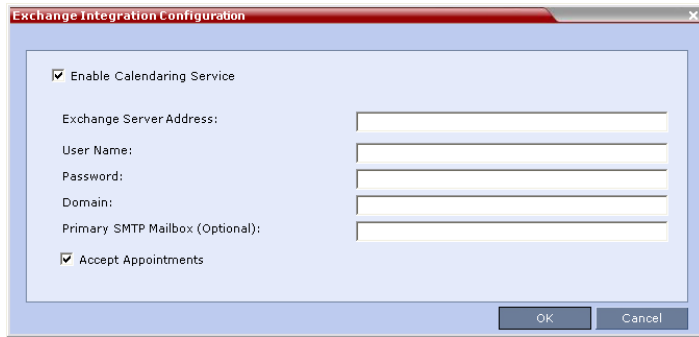 Exchange Integration Configuration
Enable Calendaring Service
Exchange Server Address:
User Name:
Password:
Domain:
Primary SMTP Mailbox (Optional):
Accept Appointments
OK Cancel